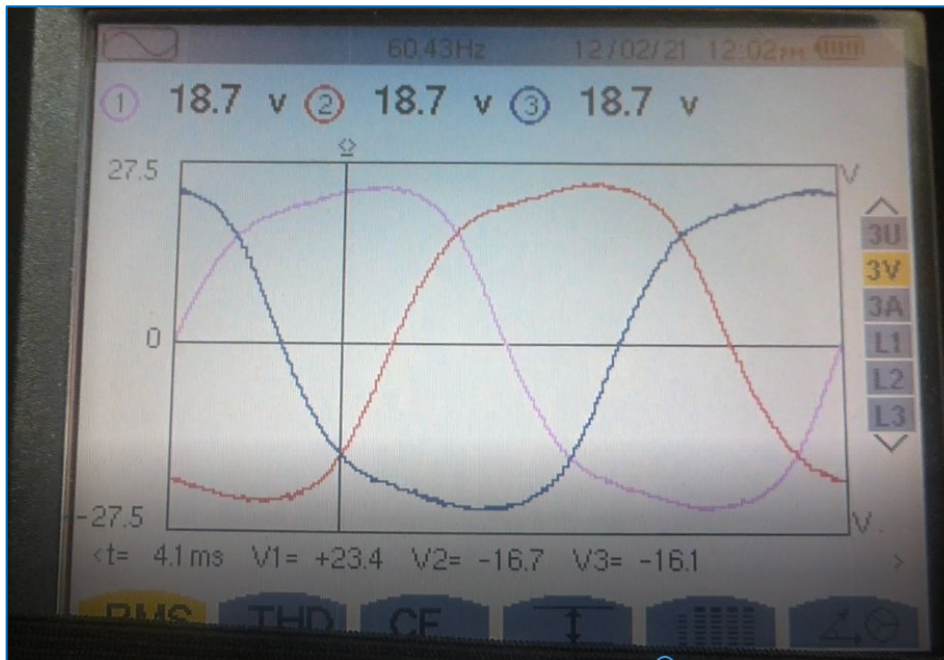 60.43Hz 12/02/21 12:02PM
1 18.7 V 2 18.7 V 3 18.7 V
27.5 V
3U
3V
3A
0 L1
L2
L3
-27.5 V
<t= 4.1ms V1= +23.4 V2= -16.7 V3= -16.1 >
RMS THD CF